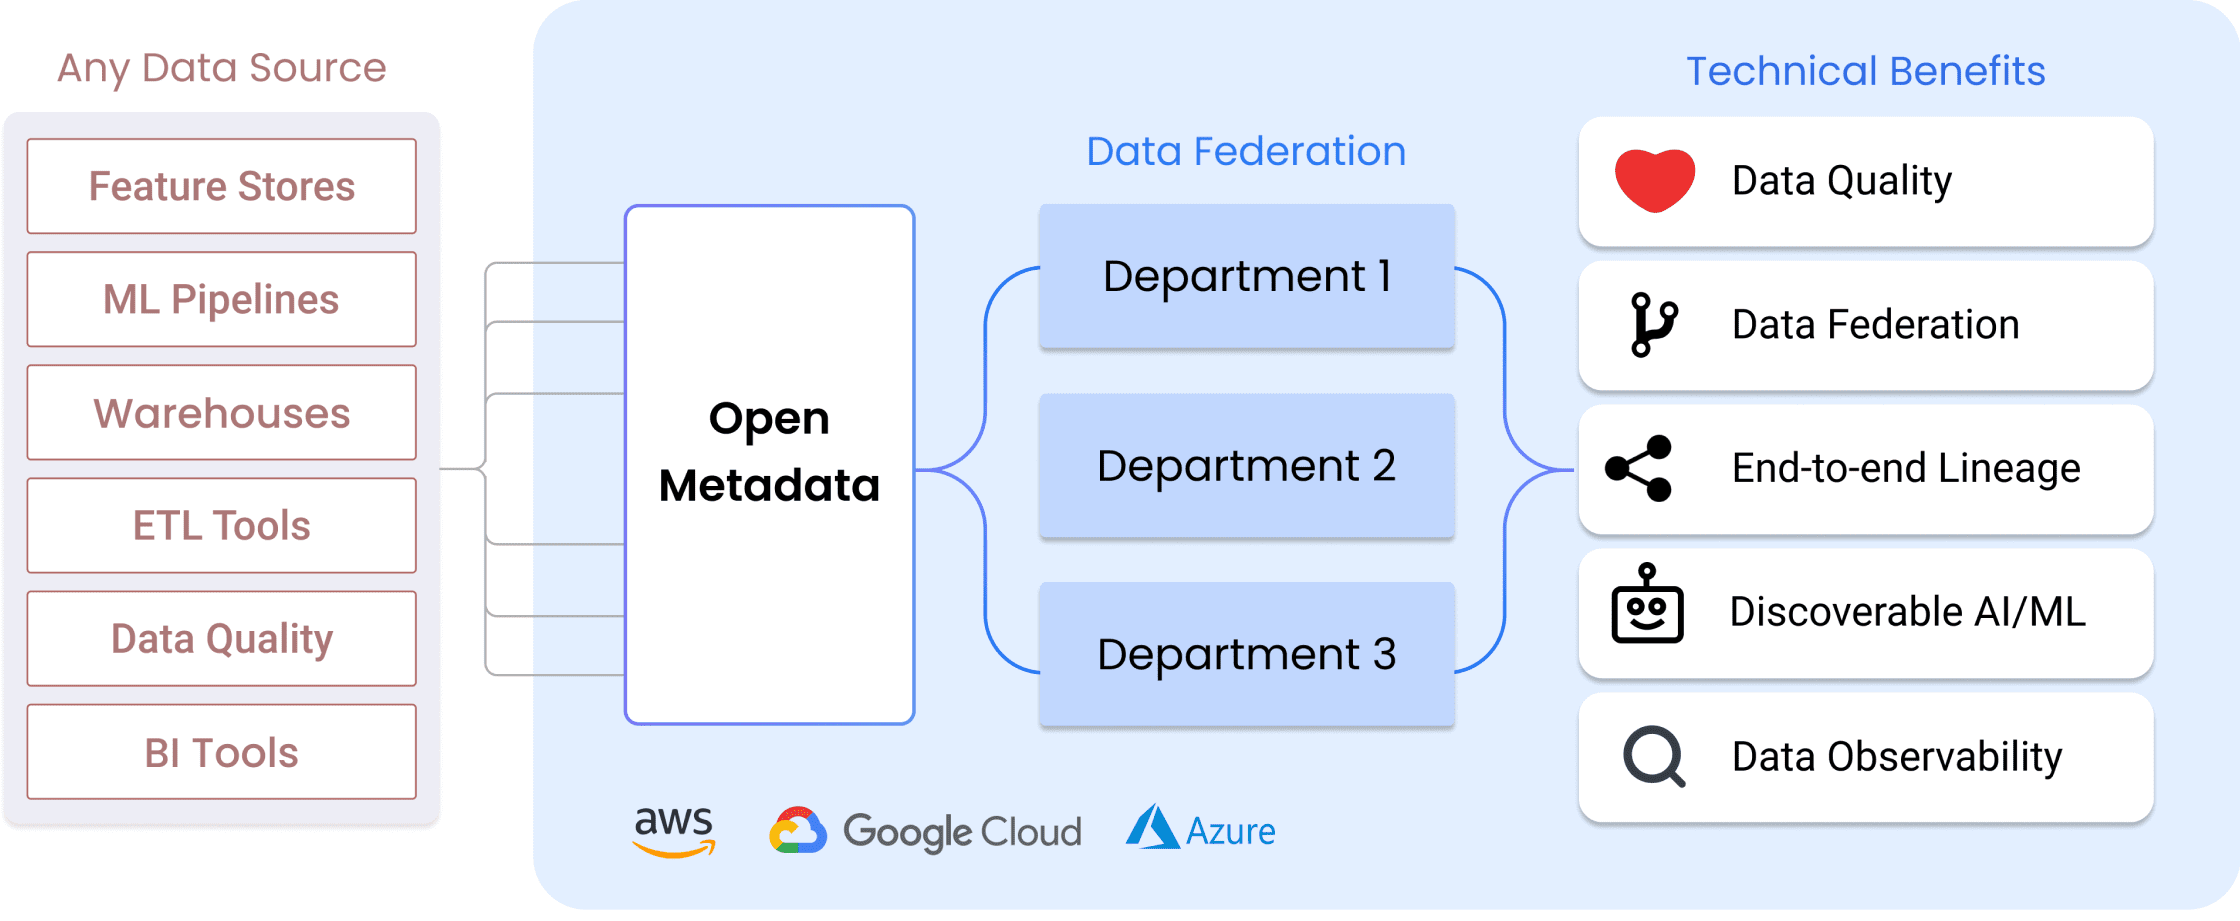 Any Data Source
Feature Stores
ML Pipelines
Warehouses
ETL Tools
Data Quality
BI Tools
Open
Metadata
Data Federation
Department 1
Department 2
Department 3
Technical Benefits
Data Quality
Data Federation
End-to-end Lineage
Discoverable AI/ML
Data Observability
aws
Google Cloud
Azure